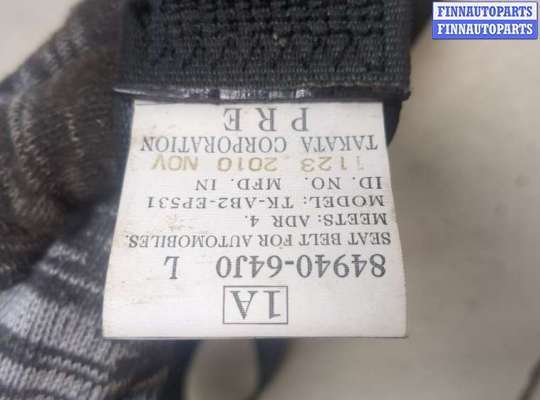 FINNAUTOPARTS
FINNAUTOPARTS
1A
84940-64J0 L
SEAT BELT FOR AUTOMOBILES.
MEETS: ADR 4.
MODEL: TK-AB2-EP531
ID. NO. MFD. IN
1123 2010 NOV
TAKATA CORPORATION
PRE